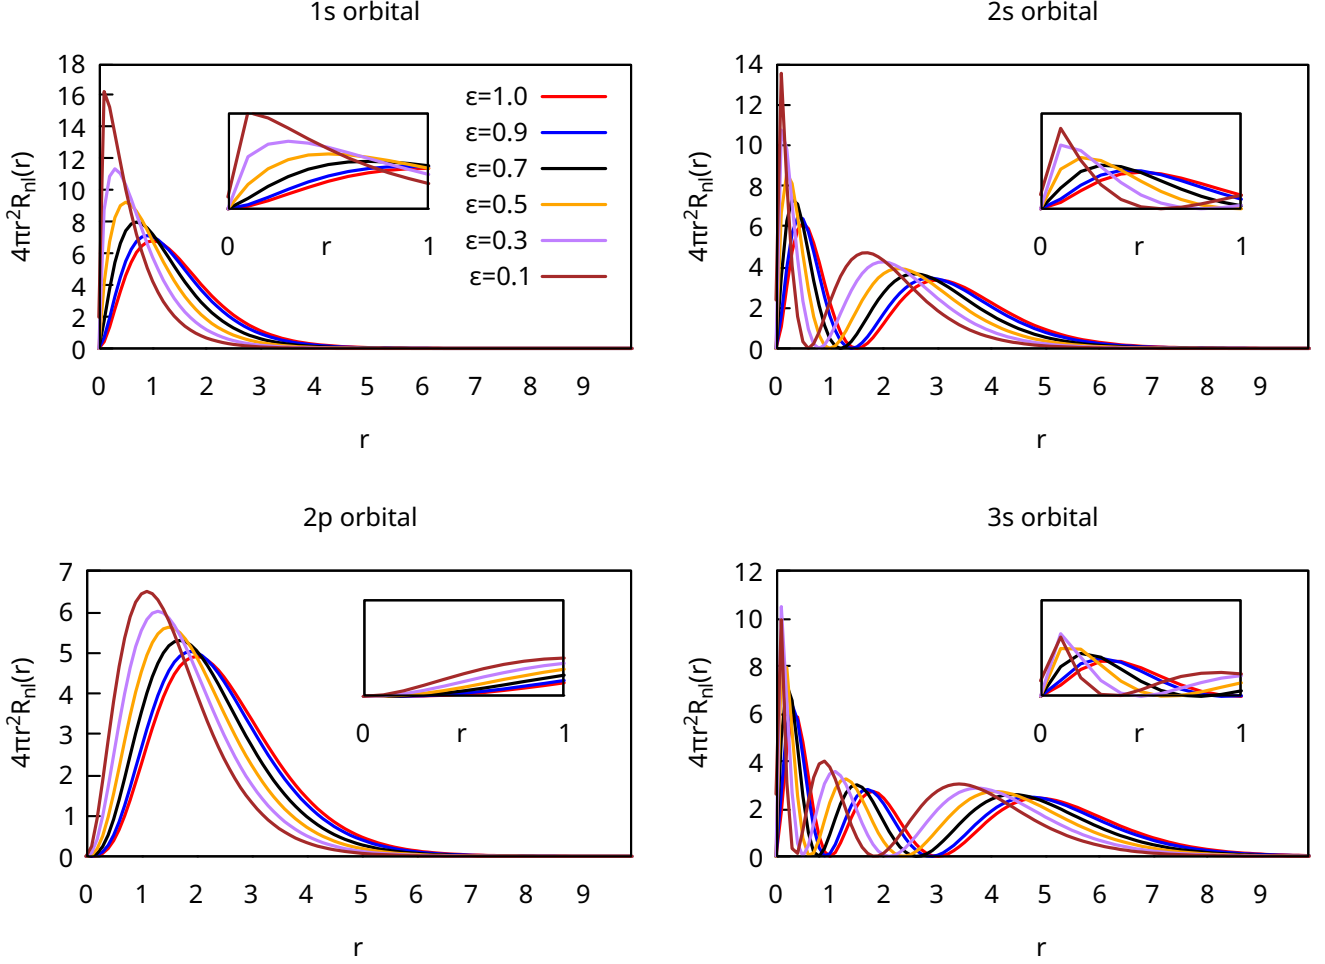 1s orbital
18
16
14
12
10
8
6
4
2
0
4πr²Rₙₗ(r)
ε=1.0
ε=0.9
ε=0.7
ε=0.5
ε=0.3
ε=0.1
0 r 1
0 1 2 3 4 5 6 7 8 9
r
2s orbital
14
12
10
8
6
4
2
0
4πr²Rₙₗ(r)
0 r 1
0 1 2 3 4 5 6 7 8 9
r
2p orbital
7
6
5
4
3
2
1
0
4πr²Rₙₗ(r)
0 r 1
0 1 2 3 4 5 6 7 8 9
r
3s orbital
12
10
8
6
4
2
0
4πr²Rₙₗ(r)
0 r 1
0 1 2 3 4 5 6 7 8 9
r